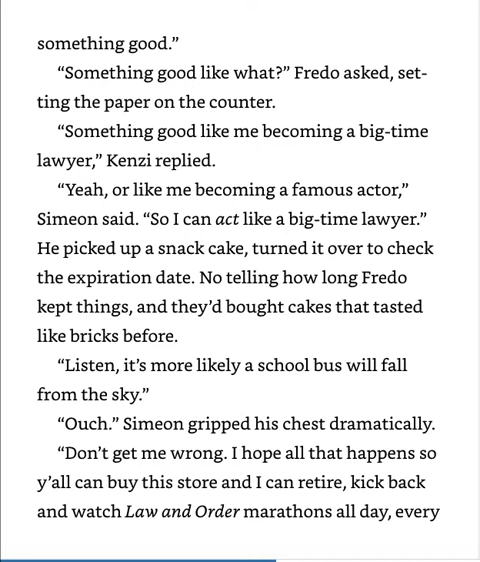 something good.”
“Something good like what?” Fredo asked, set-
ting the paper on the counter.
“Something good like me becoming a big-time
lawyer,” Kenzi replied.
“Yeah, or like me becoming a famous actor,”
Simeon said. “So I can act like a big-time lawyer.”
He picked up a snack cake, turned it over to check
the expiration date. No telling how long Fredo
kept things, and they’d bought cakes that tasted
like bricks before.
“Listen, it’s more likely a school bus will fall
from the sky.”
“Ouch.” Simeon gripped his chest dramatically.
“Don’t get me wrong. I hope all that happens so
y’all can buy this store and I can retire, kick back
and watch Law and Order marathons all day, every